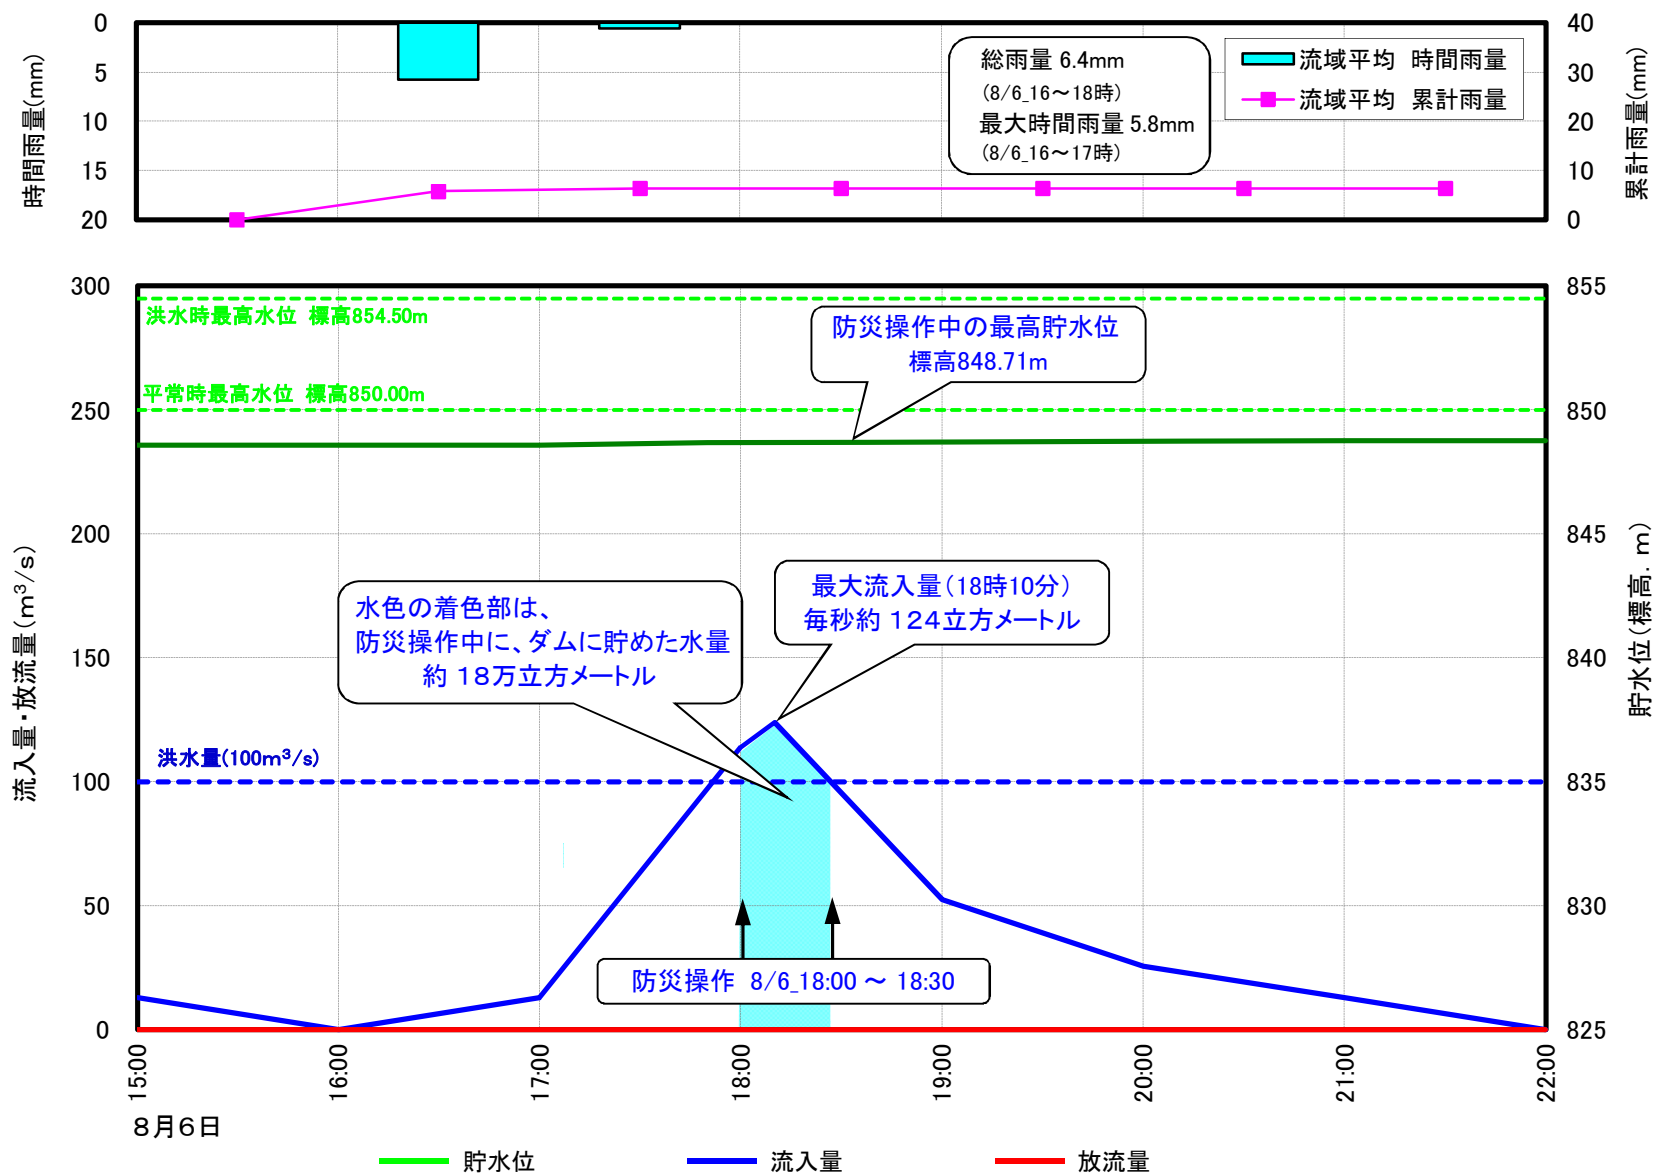 時間雨量(mm)
0
5
10
15
20
総雨量 6.4mm
(8/6_16～18時)
最大時間雨量 5.8mm
(8/6_16～17時)
流域平均 時間雨量
流域平均 累計雨量
40
30
20
10
0
累計雨量(mm)
流入量・放流量(m³/s)
300
250
200
150
100
50
0
洪水時最高水位 標高854.50m
平常時最高水位 標高850.00m
防災操作中の最高貯水位
標高848.71m
水色の着色部は、
防災操作中に、ダムに貯めた水量
約 18万立方メートル
最大流入量(18時10分)
毎秒約 124立方メートル
洪水量(100m³/s)
防災操作 8/6_18:00 ～ 18:30
855
850
845
840
835
830
825
貯水位(標高. m)
15:00
16:00
17:00
18:00
19:00
20:00
21:00
22:00
8月6日
貯水位
流入量
放流量